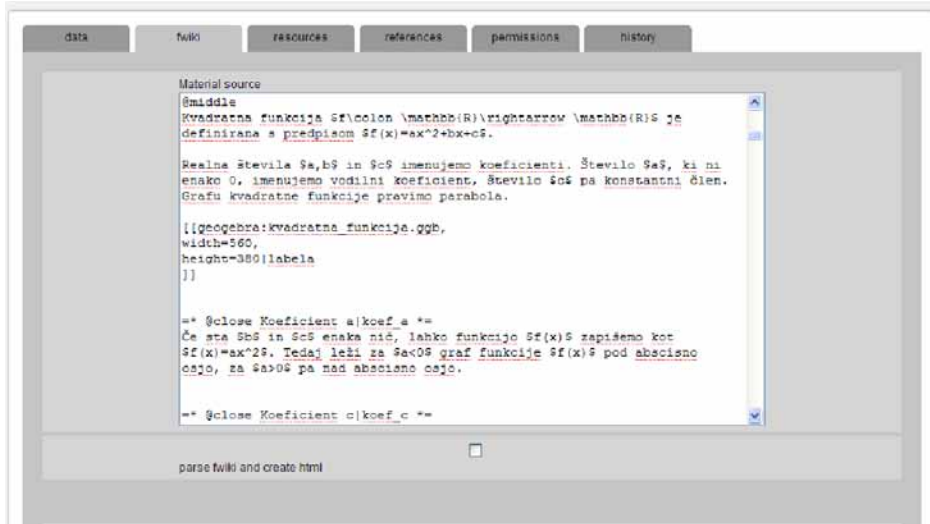 data fwiki resources references permissions history
Material source
@middle
Kvadratna funkcija $f\colon \mathbb{R}\rightarrow \mathbb{R}$ je
definirana s predpisom $f(x)=ax^2+bx+c$.
Realna števila $a,b$ in $c$ imenujemo koeficienti. Število $a$, ki ni
enako 0, imenujemo vodilni koeficient, število $c$ pa konstantni člen.
Grafu kvadratne funkcije pravimo parabola.
[[geogebra:kvadratna_funkcija.ggb,
width=560,
height=380|labela
]]
=* @close Koeficient a|koef_a *=
Če sta $b$ in $c$ enaka nič, lahko funkcijo $f(x)$ zapišemo kot
$f(x)=ax^2$. Tedaj leži za $a<0$ graf funkcije $f(x)$ pod abscisno
osjo, za $a>0$ pa nad abscisno osjo.
=* @close Koeficient c|koef_c *=
parse fwiki and create html